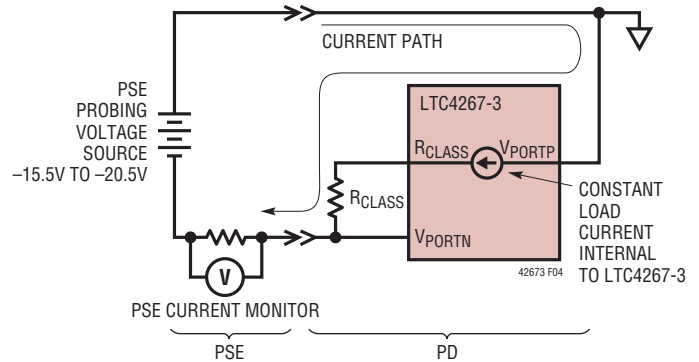 CURRENT PATH
PSE
PROBING
VOLTAGE
SOURCE
–15.5V TO –20.5V
LTC4267-3
RCLASS
VPORTP
RCLASS
VPORTN
CONSTANT
LOAD
CURRENT
INTERNAL
TO LTC4267-3
42673 F04
V
PSE CURRENT MONITOR
PSE
PD